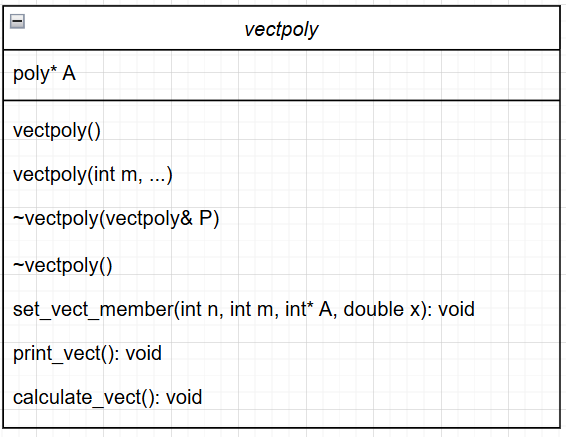 vectpoly
poly* A
vectpoly()
vectpoly(int m, ...)
~vectpoly(vectpoly& P)
~vectpoly()
set_vect_member(int n, int m, int* A, double x): void
print_vect(): void
calculate_vect(): void